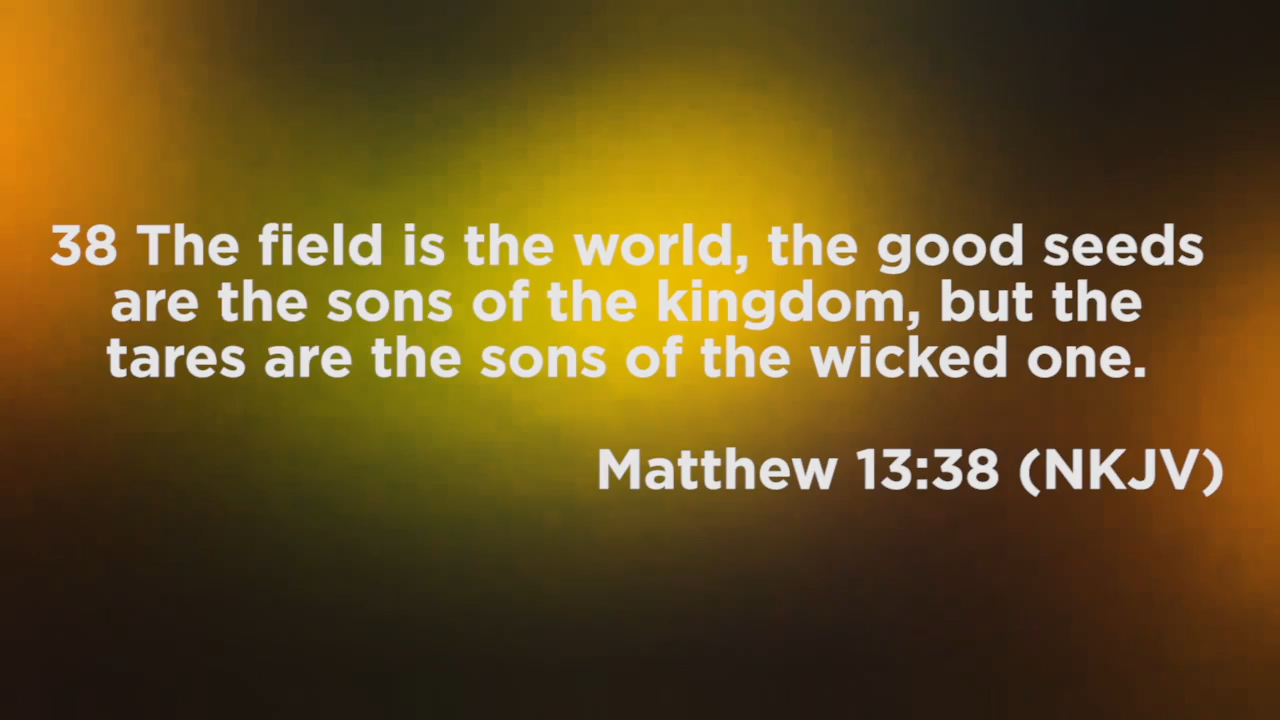 38 The field is the world, the good seeds
are the sons of the kingdom, but the
tares are the sons of the wicked one.
Matthew 13:38 (NKJV)